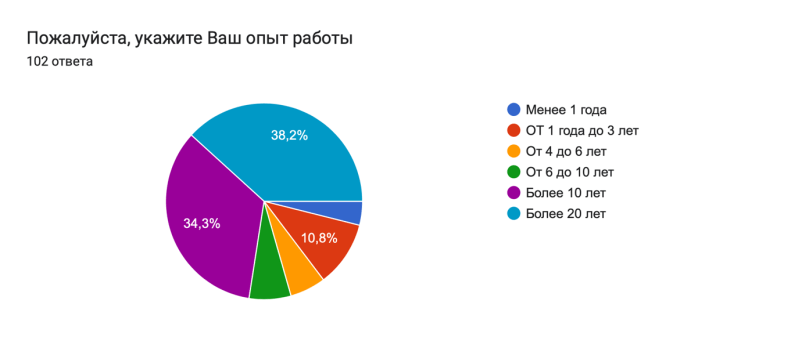 Пожалуйста, укажите Ваш опыт работы
102 ответа
38,2%
34,3%
10,8%
Менее 1 года
ОТ 1 года до 3 лет
От 4 до 6 лет
От 6 до 10 лет
Более 10 лет
Более 20 лет